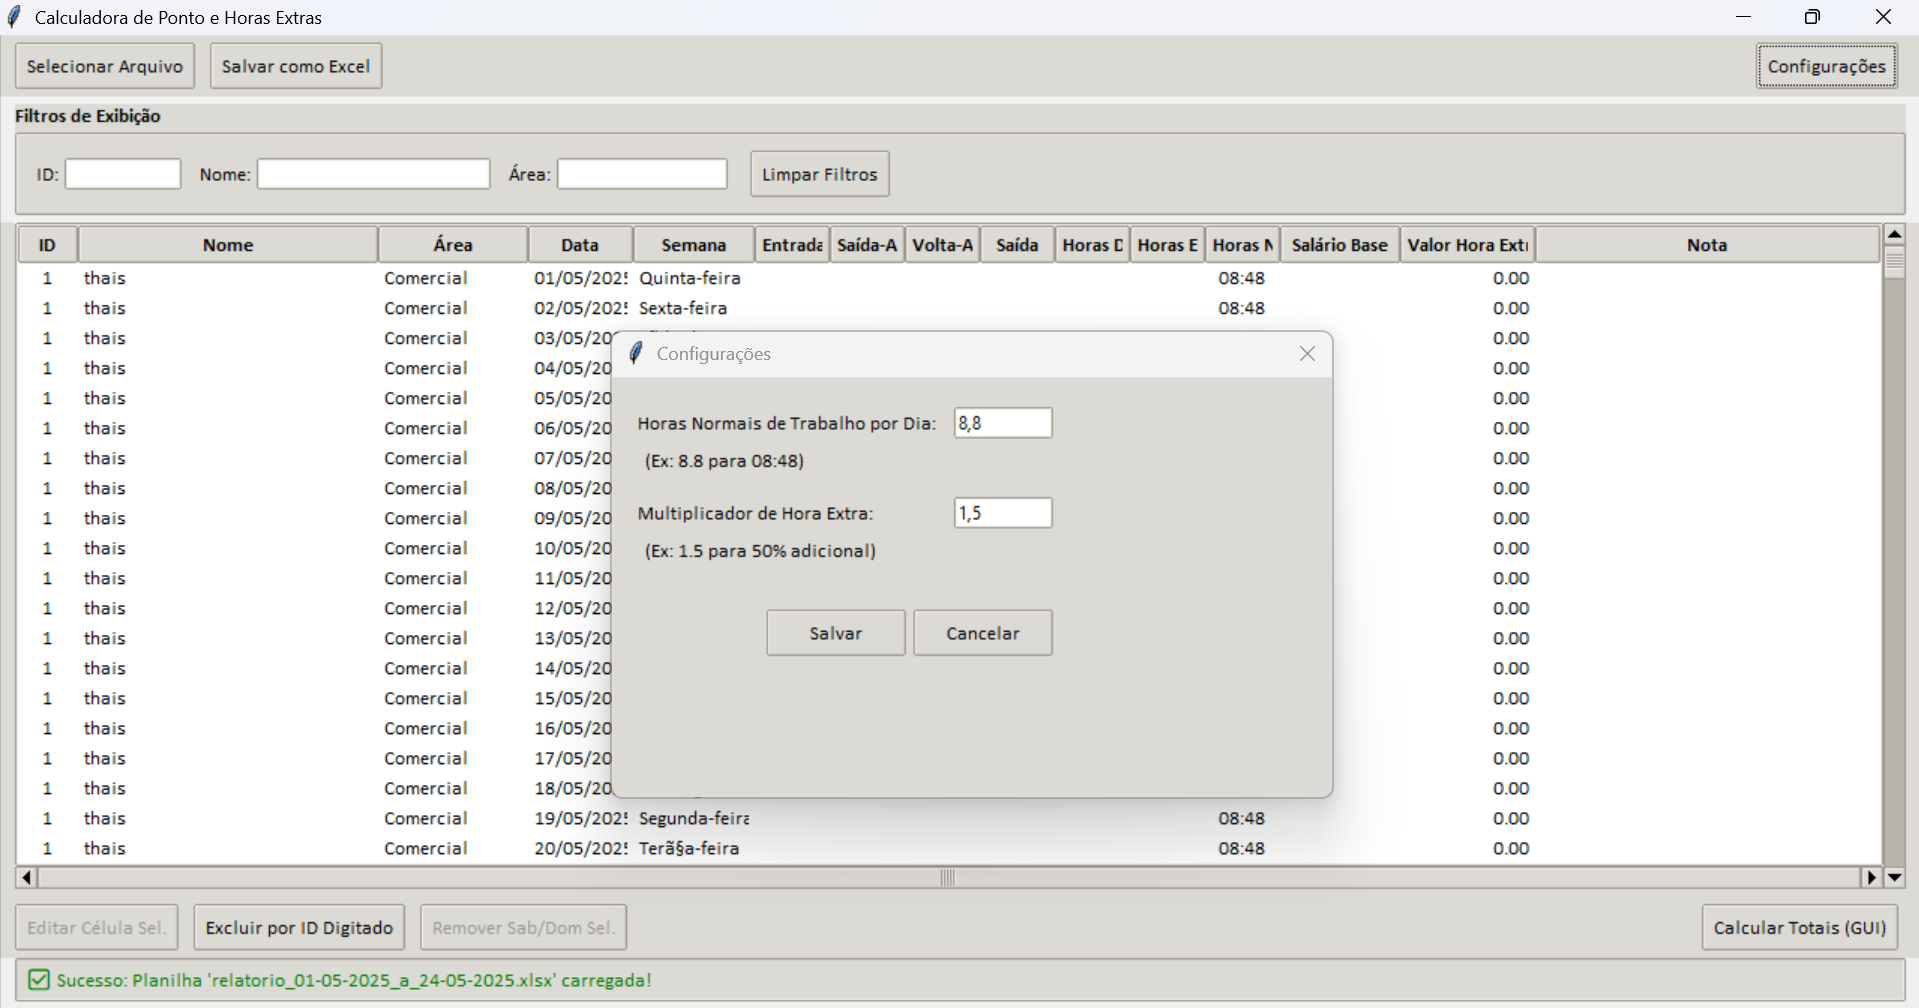 Calculadora de Ponto e Horas Extras
Selecionar Arquivo Salvar como Excel Configurações
Filtros de Exibição
ID: Nome: Área: Limpar Filtros
ID Nome Área Data Semana Entrada Saída-A Volta-A Saída Horas D Horas E Horas N Salário Base Valor Hora Ext Nota
1 thais Comercial 01/05/202 Quinta-feira 08:48 0.00
1 thais Comercial 02/05/202 Sexta-feira 08:48 0.00
1 thais Comercial 03/05/20 0.00
1 thais Comercial 04/05/20 0.00
1 thais Comercial 05/05/20 0.00
1 thais Comercial 06/05/20 0.00
1 thais Comercial 07/05/20 0.00
1 thais Comercial 08/05/20 0.00
1 thais Comercial 09/05/20 0.00
1 thais Comercial 10/05/20 0.00
1 thais Comercial 11/05/20 0.00
1 thais Comercial 12/05/20 0.00
1 thais Comercial 13/05/20 0.00
1 thais Comercial 14/05/20 0.00
1 thais Comercial 15/05/20 0.00
1 thais Comercial 16/05/20 0.00
1 thais Comercial 17/05/20 0.00
1 thais Comercial 18/05/20 0.00
1 thais Comercial 19/05/202 Segunda-feira 08:48 0.00
1 thais Comercial 20/05/202 Terã§a-feira 08:48 0.00
Configurações
Horas Normais de Trabalho por Dia: 8,8
(Ex: 8.8 para 08:48)
Multiplicador de Hora Extra: 1,5
(Ex: 1.5 para 50% adicional)
Salvar Cancelar
Editar Célula Sel. Excluir por ID Digitado Remover Sab/Dom Sel. Calcular Totais (GUI)
Sucesso: Planilha 'relatorio_01-05-2025_a_24-05-2025.xlsx' carregada!